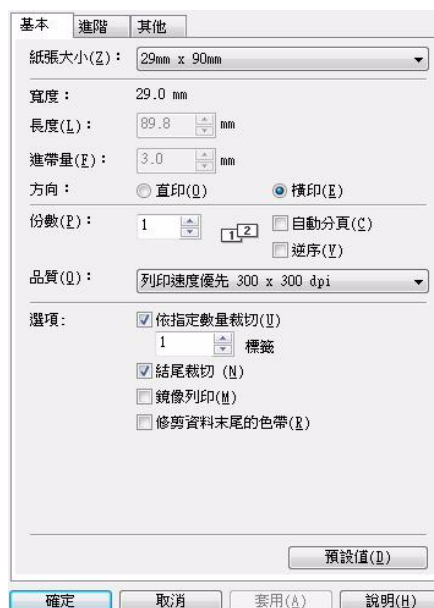 基本 進階 其他
紙張大小(Z)： 29mm x 90mm
寬度： 29.0 mm
長度(L)： 89.8 mm
進帶量(F)： 3.0 mm
方向： 直印(O) 橫印(E)
份數(P)： 1 1 2 自動分頁(C)
逆序(V)
品質(Q)： 列印速度優先 300 x 300 dpi
選項: 依指定數量裁切(U)
1 標籤
結尾裁切 (N)
鏡像列印(M)
修剪資料末尾的色帶(R)
預設值(D)
確定 取消 套用(A) 說明(H)